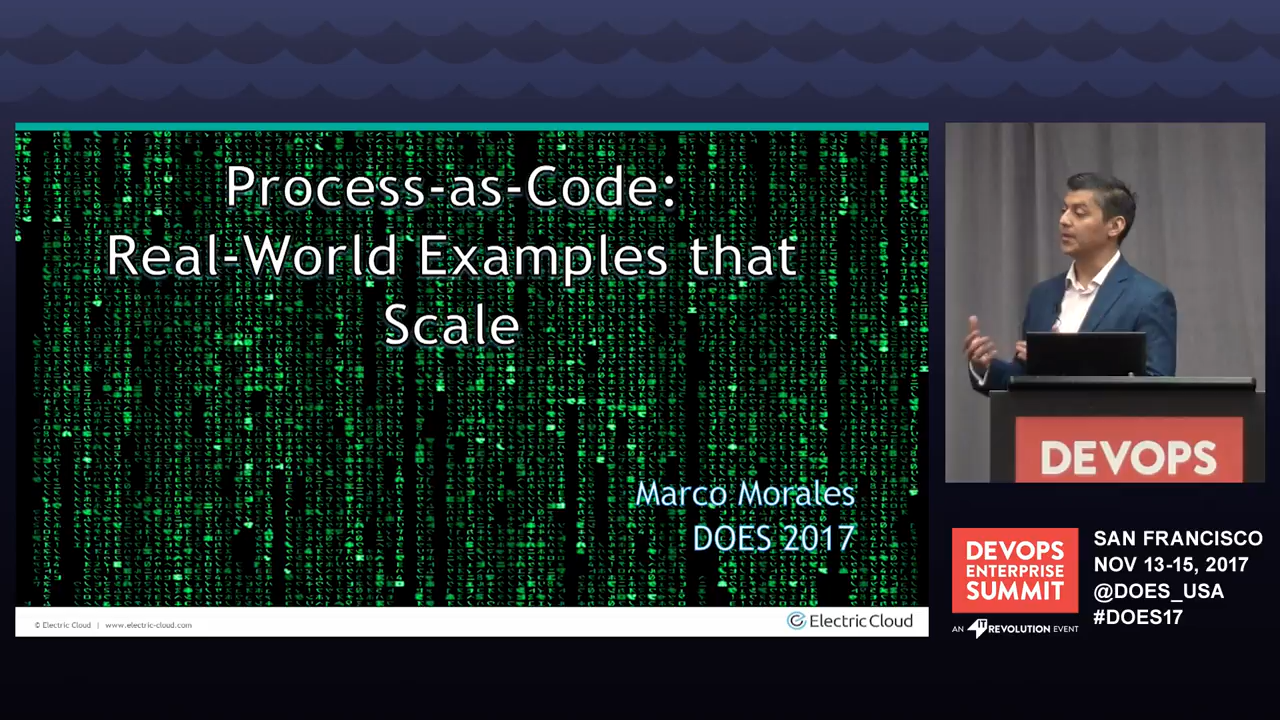 Process-as-Code:
Real-World Examples that
Scale
Marco Morales
DOES 2017
© Electric Cloud | www.electric-cloud.com
Electric Cloud
DEVOPS
DEVOPS
ENTERPRISE
SUMMIT
AN IT REVOLUTION EVENT
SAN FRANCISCO
NOV 13-15, 2017
@DOES_USA
#DOES17